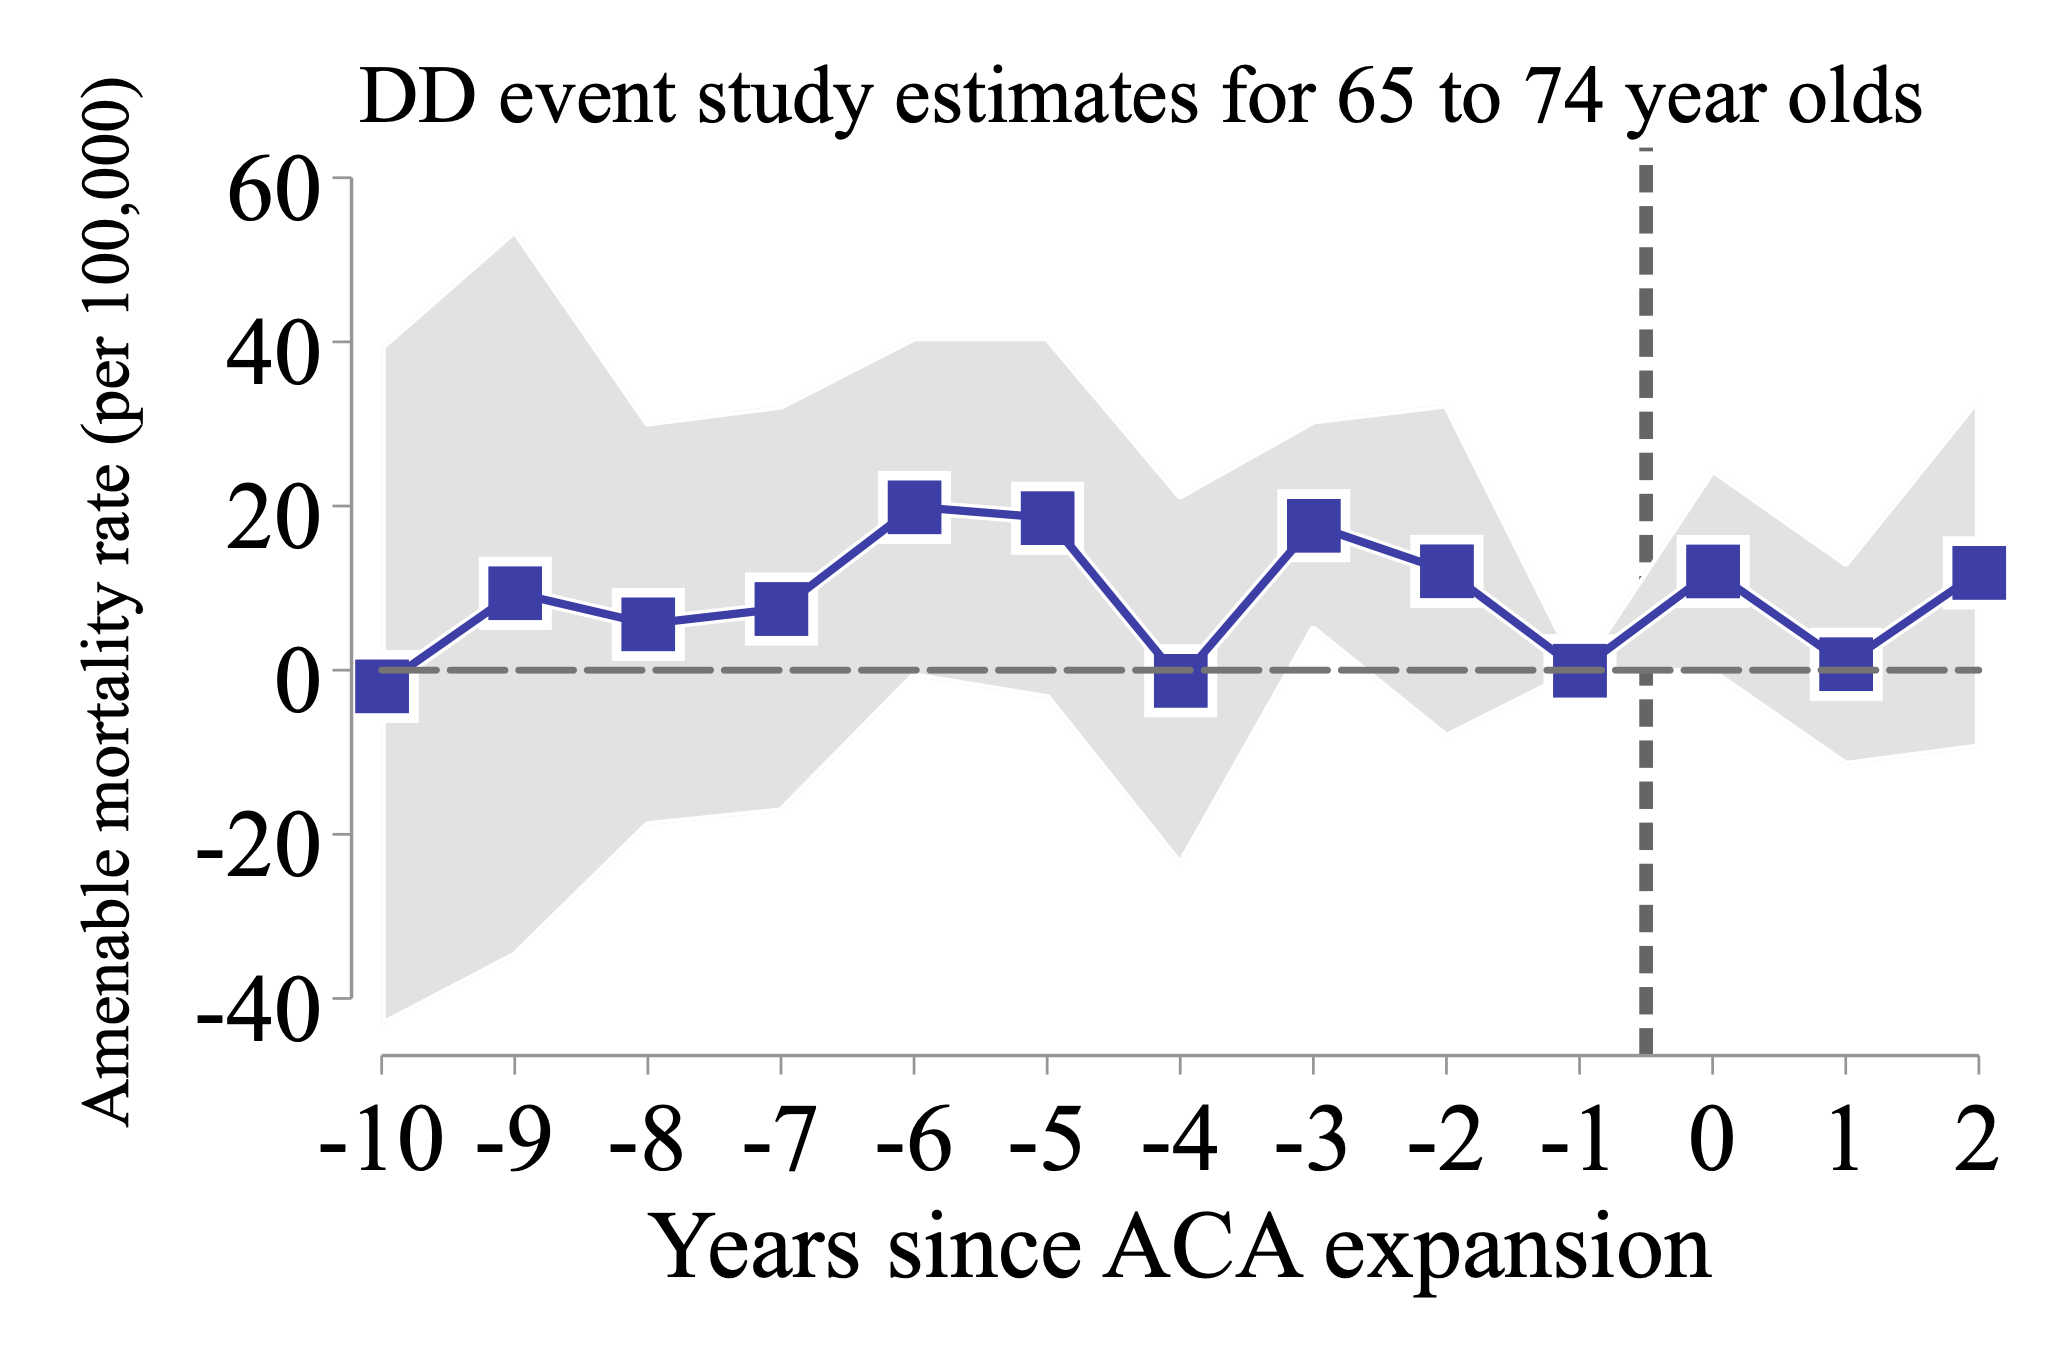 DD event study estimates for 65 to 74 year olds
Amenable mortality rate (per 100,000)
60
40
20
0
-20
-40
-10 -9 -8 -7 -6 -5 -4 -3 -2 -1 0 1 2
Years since ACA expansion